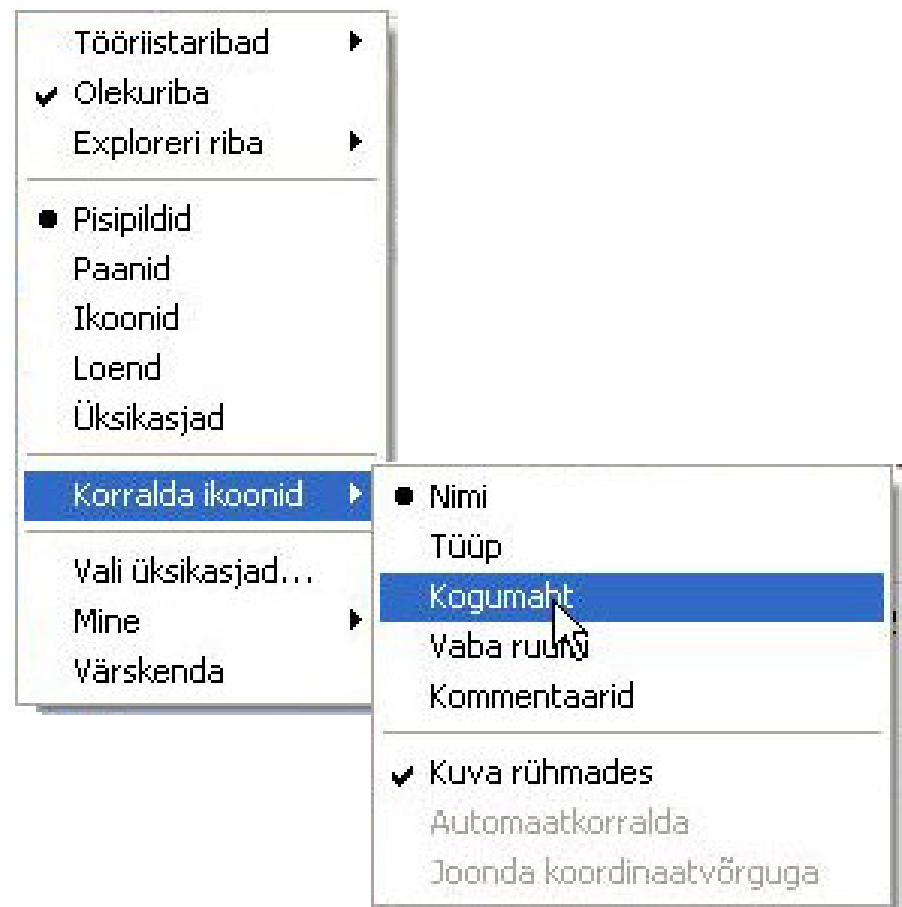 Tööriistaribad
Olekuriba
Exploreri riba
Pisipildid
Paanid
Ikoonid
Loend
Üksikasjad
Korralda ikoonid
Vali üksikasjad...
Mine
Värskenda
Nimi
Tüüp
Kogumaht
Vaba ruum
Kommentaarid
Kuva rühmades
Automaatkorralda
Joonda koordinaatvõrguga